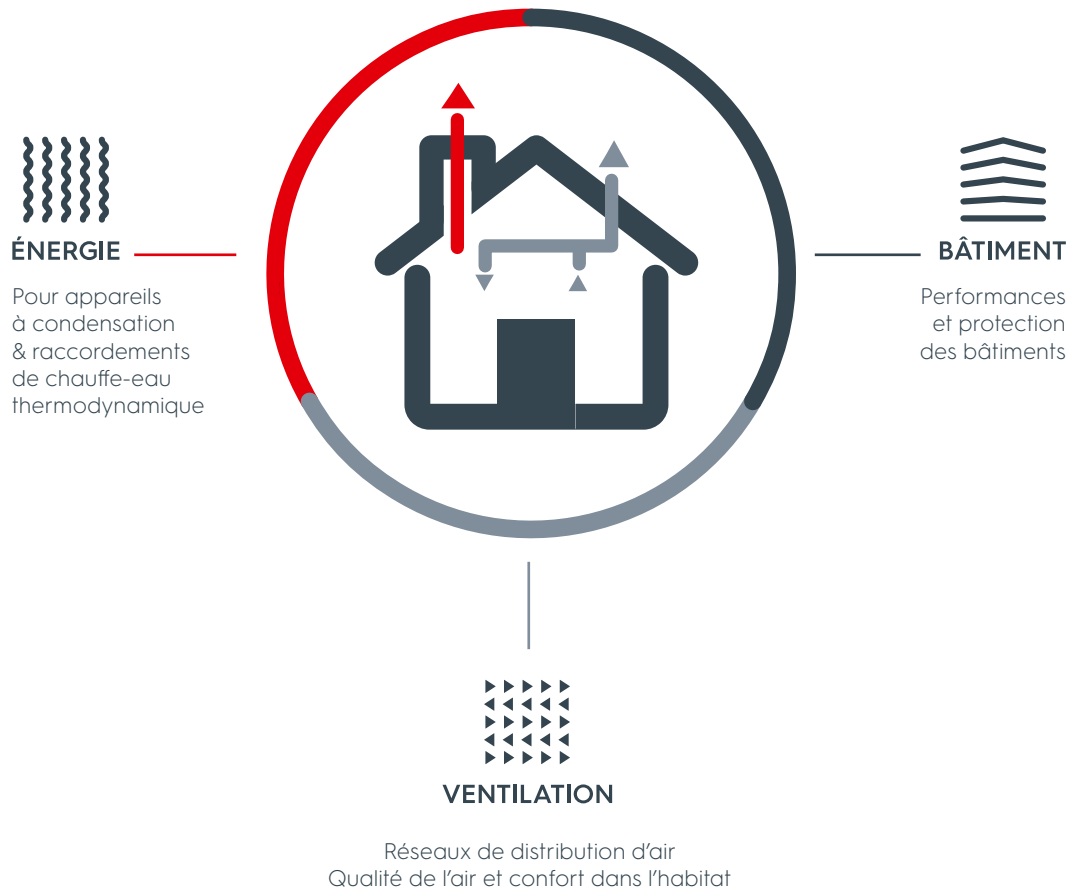 ÉNERGIE
Pour appareils
à condensation
& raccordements
de chauffe-eau
thermodynamique
BÂTIMENT
Performances
et protection
des bâtiments
VENTILATION
Réseaux de distribution d’air
Qualité de l’air et confort dans l’habitat